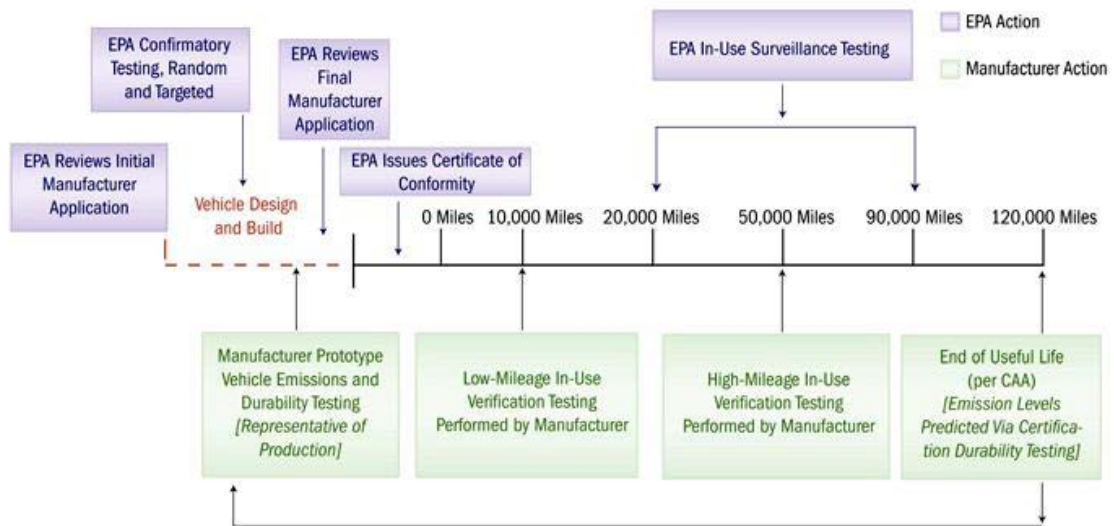 EPA Confirmatory
Testing, Random
and Targeted
EPA Reviews
Final
Manufacturer
Application
EPA In-Use Surveillance Testing
EPA Action
Manufacturer Action
EPA Reviews Initial
Manufacturer
Application
EPA Issues Certificate of
Conformity
Vehicle Design
and Build
0 Miles
10,000 Miles
20,000 Miles
50,000 Miles
90,000 Miles
120,000 Miles
Manufacturer Prototype
Vehicle Emissions and
Durability Testing
[Representative of
Production]
Low-Mileage In-Use
Verification Testing
Performed by Manufacturer
High-Mileage In-Use
Verification Testing
Performed by Manufacturer
End of Useful Life
(per CAA)
[Emission Levels
Predicted Via Certifica-
tion Durability Testing]